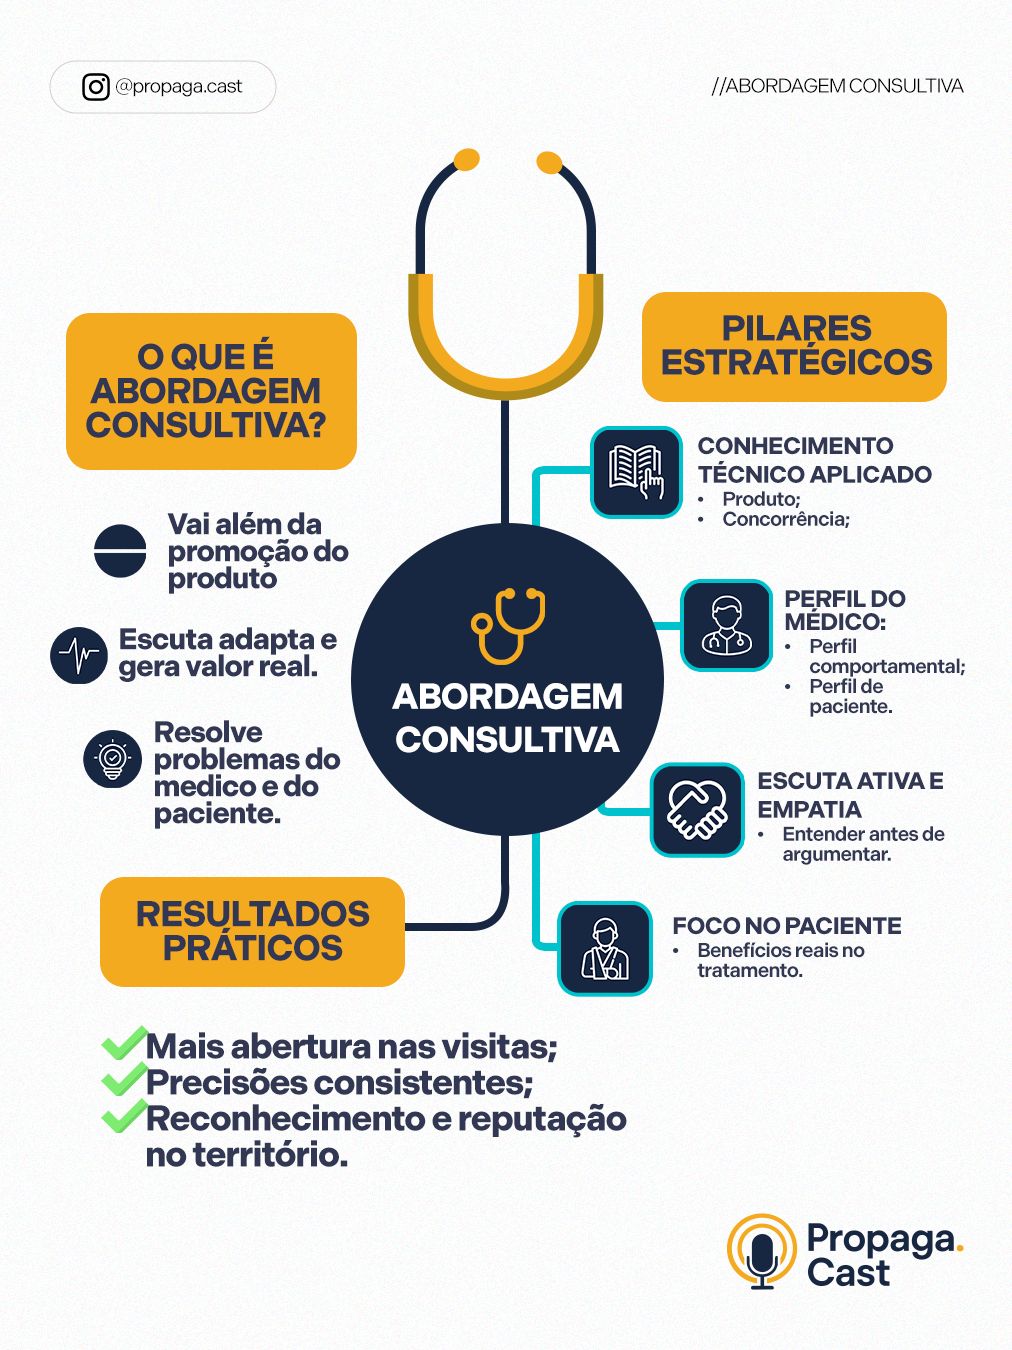 @propaga.cast
//ABORDAGEM CONSULTIVA
O QUE É
ABORDAGEM
CONSULTIVA?
Vai além da
promoção do
produto
Escuta adapta e
gera valor real.
Resolve
problemas do
medico e do
paciente.
ABORDAGEM
CONSULTIVA
PILARES
ESTRATÉGICOS
CONHECIMENTO
TÉCNICO APLICADO
• Produto;
• Concorrência;
PERFIL DO
MÉDICO:
• Perfil
comportamental;
• Perfil de
paciente.
ESCUTA ATIVA E
EMPATIA
• Entender antes de
argumentar.
FOCO NO PACIENTE
• Benefícios reais no
tratamento.
RESULTADOS
PRÁTICOS
Mais abertura nas visitas;
Precisões consistentes;
Reconhecimento e reputação
no território.
Propaga.
Cast